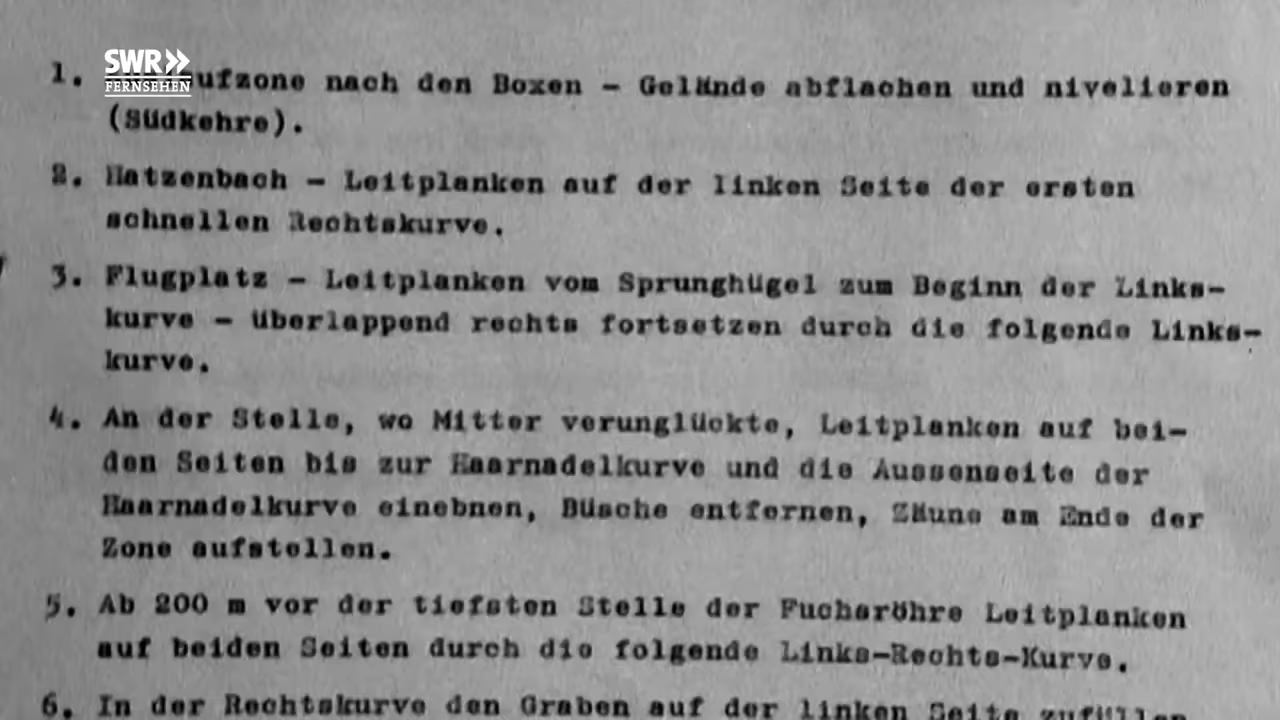 SWR
FERNSEHEN
1. ufzone nach den Boxen - Gelände abflachen und nivelieren
(Südkehre).
2. Hatzenbach - Leitplanken auf der linken Seite der ersten
schnellen Rechtskurve.
3. Flugplatz - Leitplanken vom Sprunghügel zum Beginn der Links-
kurve - überlappend rechts fortsetzen durch die folgende Links-
kurve.
4. An der Stelle, wo Mitter verunglückte, Leitplanken auf bei-
den Seiten bis zur Haarnadelkurve und die Aussenseite der
Haarnadelkurve einebnen, Büsche entfernen, Zäune am Ende der
Zone aufstellen.
5. Ab 200 m vor der tiefsten Stelle der Fuchsröhre Leitplanken
auf beiden Seiten durch die folgende Links-Rechts-Kurve.
6. In der Rechtskurve den Graben auf der linken Seite zufüllen